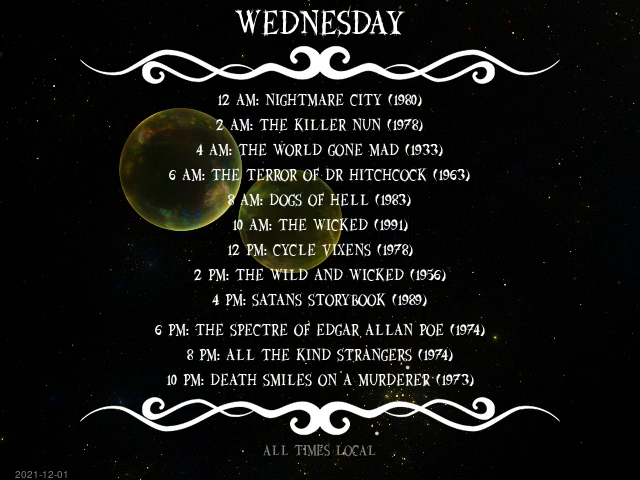 WEDNESDAY
12 AM: NIGHTMARE CITY (1980)
2 AM: THE KILLER NUN (1978)
4 AM: THE WORLD GONE MAD (1933)
6 AM: THE TERROR OF DR HITCHCOCK (1963)
8 AM: DOGS OF HELL (1983)
10 AM: THE WICKED (1991)
12 PM: CYCLE VIXENS (1978)
2 PM: THE WILD AND WICKED (1956)
4 PM: SATANS STORYBOOK (1989)
6 PM: THE SPECTRE OF EDGAR ALLAN POE (1974)
8 PM: ALL THE KIND STRANGERS (1974)
10 PM: DEATH SMILES ON A MURDERER (1973)
ALL TIMES LOCAL
2021-12-01